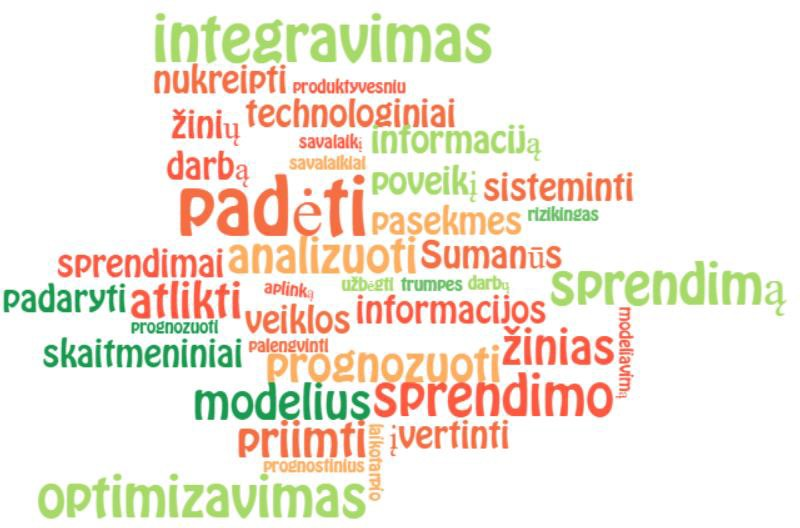 integravimas
nukreipti produktyvesniu
žinių technologiniai
savalaikį informaciją
darbą savalaikiai
poveikį sisteminti
padėti pasekmes rizikingas
sprendimai analizuoti Sumanūs
užbėgti trumpes darbų sprendimą
padaryti atlikti aplinką informacijos
prognozuoti veiklos
skaitmeniniai palengvinti prognozuoti žinias modeliavimą
modelius sprendimo
priimti laikotarpio įvertinti
prognostinius
optimizavimas